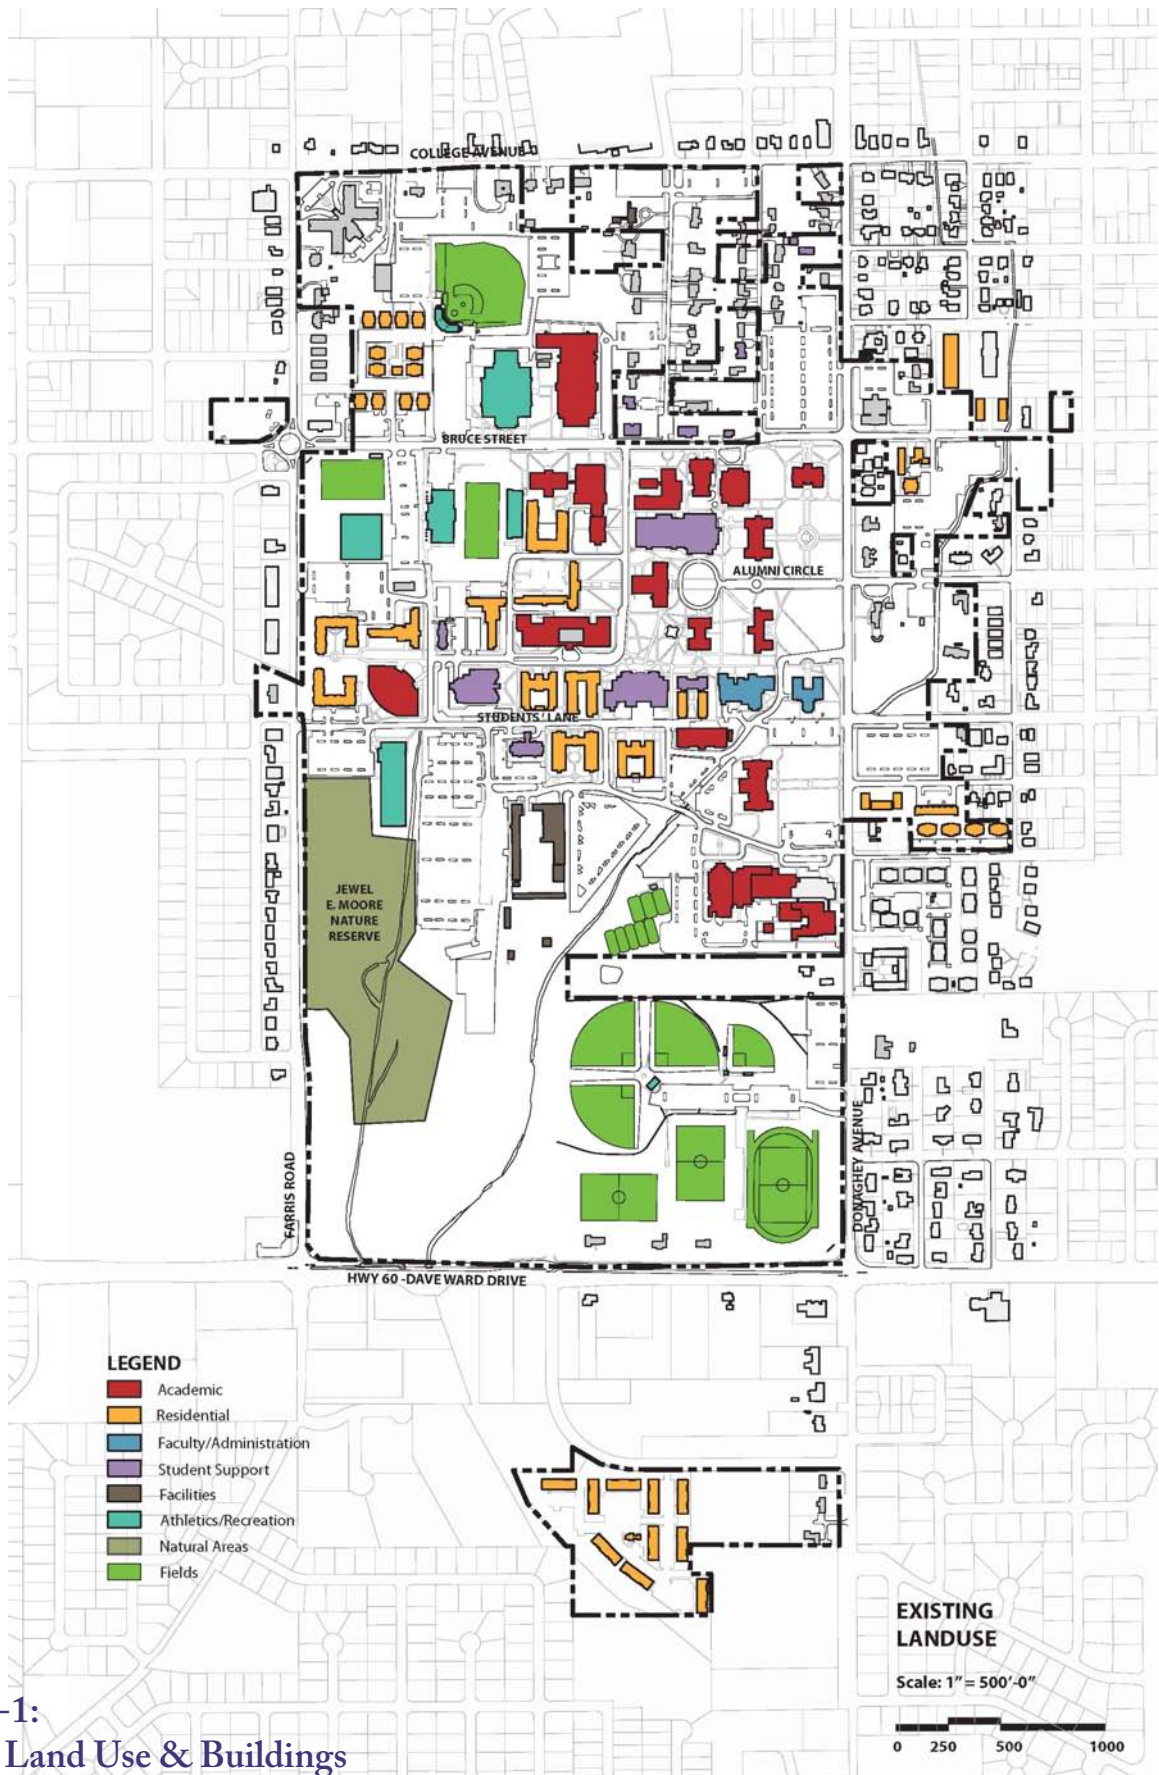 COLLEGE AVENUE
BRUCE STREET
ALUMNI CIRCLE
STUDENTS' LANE
JEWEL
E. MOORE
NATURE
RESERVE
FARRIS ROAD
DONAGHEY AVENUE
HWY 60 -DAVE WARD DRIVE
LEGEND
Academic
Residential
Faculty/Administration
Student Support
Facilities
Athletics/Recreation
Natural Areas
Fields
EXISTING
LANDUSE
Scale: 1" = 500'-0"
0 250 500 1000
-1:
Land Use & Buildings